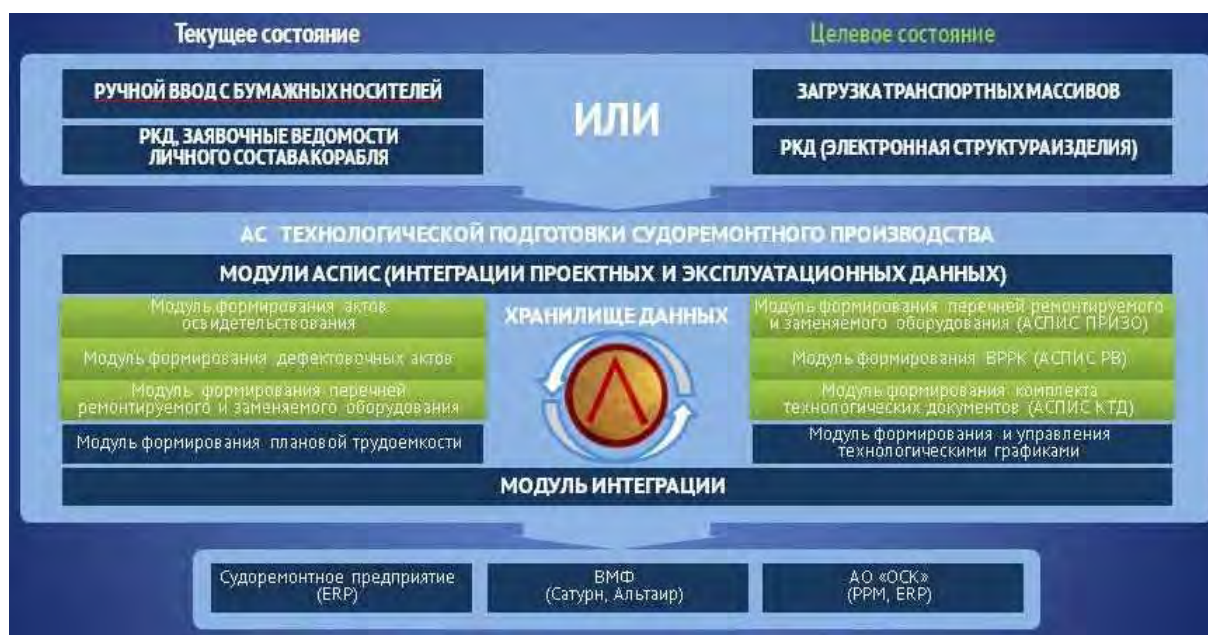 Текущее состояние
Целевое состояние
РУЧНОЙ ВВОД С БУМАЖНЫХ НОСИТЕЛЕЙ
РКД, ЗАЯВОЧНЫЕ ВЕДОМОСТИ
ЛИЧНОГО СОСТАВА КОРАБЛЯ
ИЛИ
ЗАГРУЗКА ТРАНСПОРТНЫХ МАССИВОВ
РКД (ЭЛЕКТРОННАЯ СТРУКТУРА ИЗДЕЛИЯ)
АС ТЕХНОЛОГИЧЕСКОЙ ПОДГОТОВКИ СУДОРЕМОНТНОГО ПРОИЗВОДСТВА
МОДУЛИ АСПИС (ИНТЕГРАЦИИ ПРОЕКТНЫХ И ЭКСПЛУАТАЦИОННЫХ ДАННЫХ)
Модуль формирования актов
освидетельствования
Модуль формирования дефектовочных актов
Модуль формирования перечней
ремонтируемого и заменяемого оборудования
Модуль формирования плановой трудоемкости
ХРАНИЛИЩЕ ДАННЫХ
Модуль формирования перечней ремонтируемого
и заменяемого оборудования (АСПИС ПРИЗО)
Модуль формирования ВРРК (АСПИС РВ)
Модуль формирования комплекта
технологических документов (АСПИС КТД)
Модуль формирования и управления
технологическими графиками
МОДУЛЬ ИНТЕГРАЦИИ
Судоремонтное предприятие
(ERP)
ВМФ
(Сатурн, Альтаир)
АО «ОСК»
(PPM, ERP)